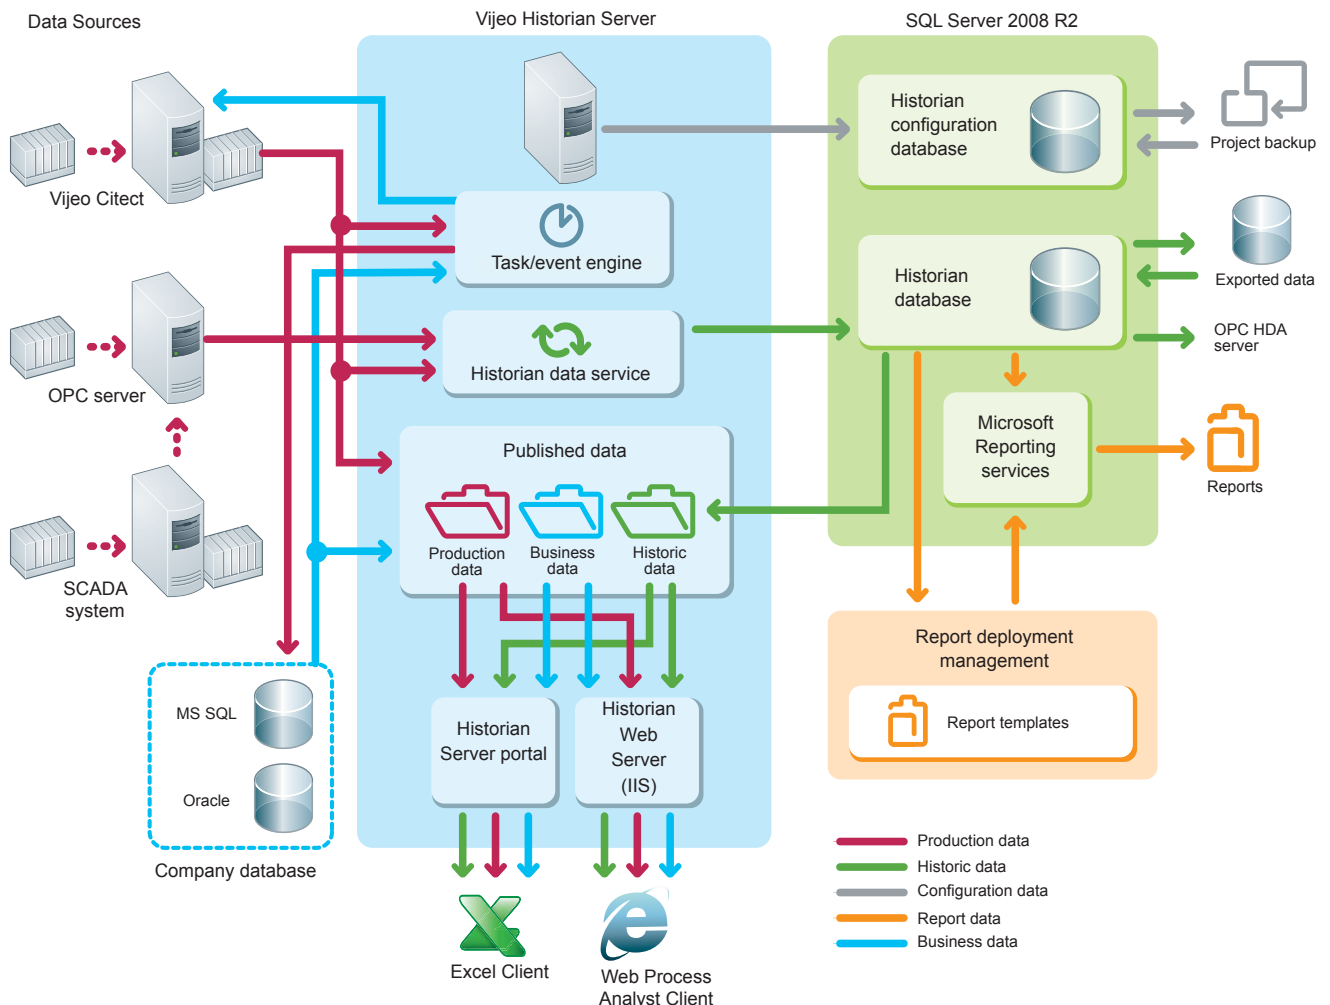 Data Sources
Vijeo Historian Server
SQL Server 2008 R2
Vijeo Citect
OPC server
SCADA
system
MS SQL
Oracle
Company database
Task/event engine
Historian data service
Published data
Production
data
Business
data
Historic
data
Historian
Server portal
Historian
Web
Server
(IIS)
Excel Client
Web Process
Analyst Client
Historian
configuration
database
Project backup
Historian
database
Exported data
OPC HDA
server
Microsoft
Reporting
services
Reports
Report deployment
management
Report templates
Production data
Historic data
Configuration data
Report data
Business data